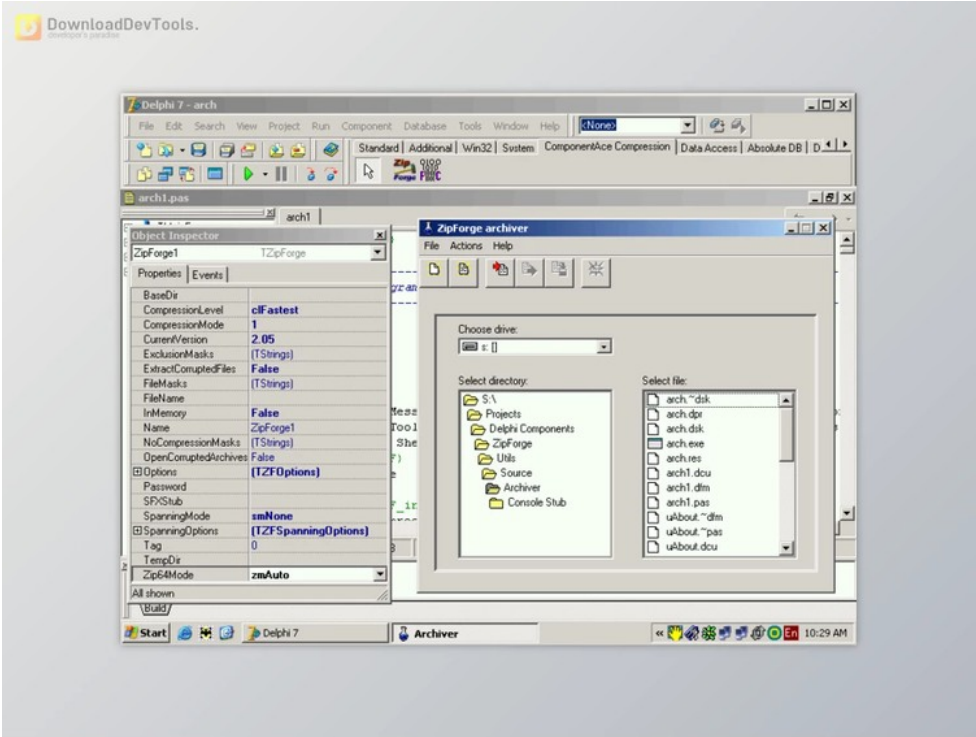 DownloadDevTools.
developer's paradise
Delphi 7 - arch
File Edit Search View Project Run Component Database Tools Window Help <None>
Standard Additional Win32 System ComponentAce Compression Data Access Absolute DB D
Zip Forge
arch1.pas
arch1
Object Inspector
ZipForge1 TZipForge
Properties Events
BaseDir
CompressionLevel clFastest
CompressionMode 1
CurrentVersion 2.05
ExclusionMasks (TStrings)
ExtractCorruptedFiles False
FileMasks (TStrings)
FileName
InMemory False
Name ZipForge1
NoCompressionMasks (TStrings)
OpenCorruptedArchives False
Options (TZFOptions)
Password
SFXStub
SpanningMode smNone
SpanningOptions (TZFSpanningOptions)
Tag 0
TempDir
Zip64Mode zmAuto
All shown
Build
ZipForge archiver
File Actions Help
Choose drive:
s: []
Select directory:
S:\
Projects
Delphi Components
ZipForge
Utils
Source
Archiver
Console Stub
Select file:
arch.~dsk
arch.dpr
arch.dsk
arch.exe
arch.res
arch1.dcu
arch1.dfm
arch1.pas
uAbout.~dfm
uAbout.~pas
uAbout.dcu
Start Delphi 7 Archiver « En 10:29 AM